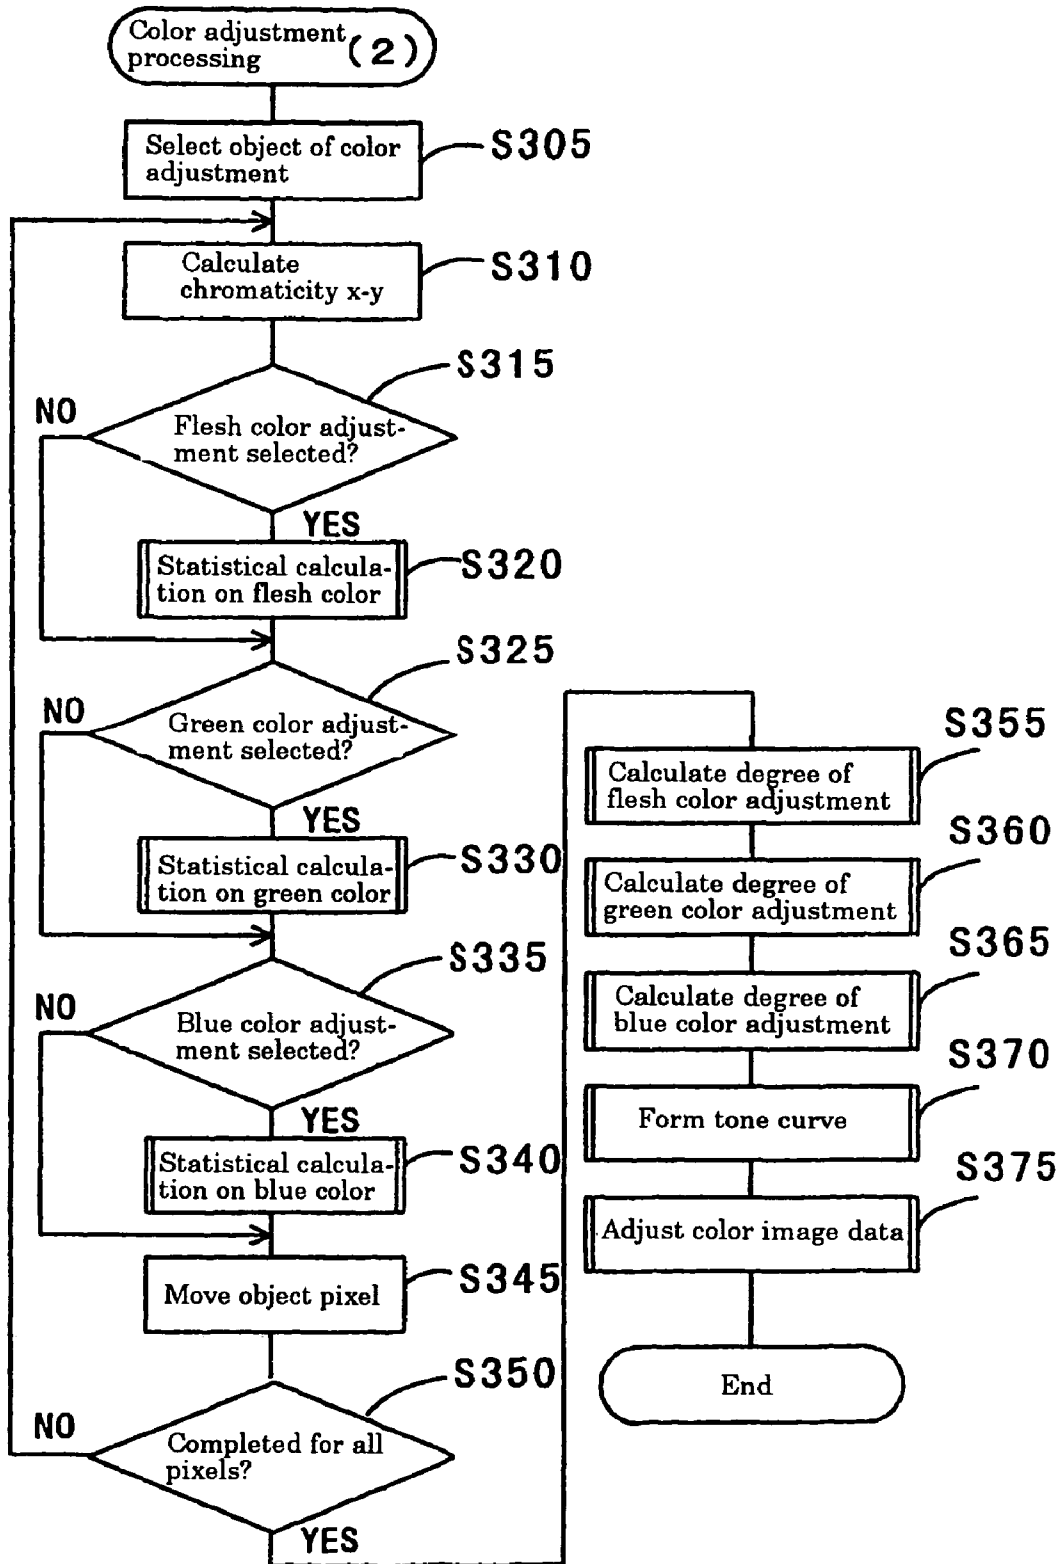 Color adjustment
processing (2)
Select object of color
adjustment
S305
Calculate
chromaticity x-y
S310
S315
NO
Flesh color adjust-
ment selected?
YES
Statistical calcula-
tion on flesh color
S320
S325
NO
Green color adjust-
ment selected?
YES
Statistical calcula-
tion on green color
S330
S335
NO
Blue color adjust-
ment selected?
YES
Statistical calcula-
tion on blue color
S340
Move object pixel
S345
S350
NO
Completed for all
pixels?
YES
S355
Calculate degree of
flesh color adjustment
S360
Calculate degree of
green color adjustment
S365
Calculate degree of
blue color adjustment
S370
Form tone curve
S375
Adjust color image data
End